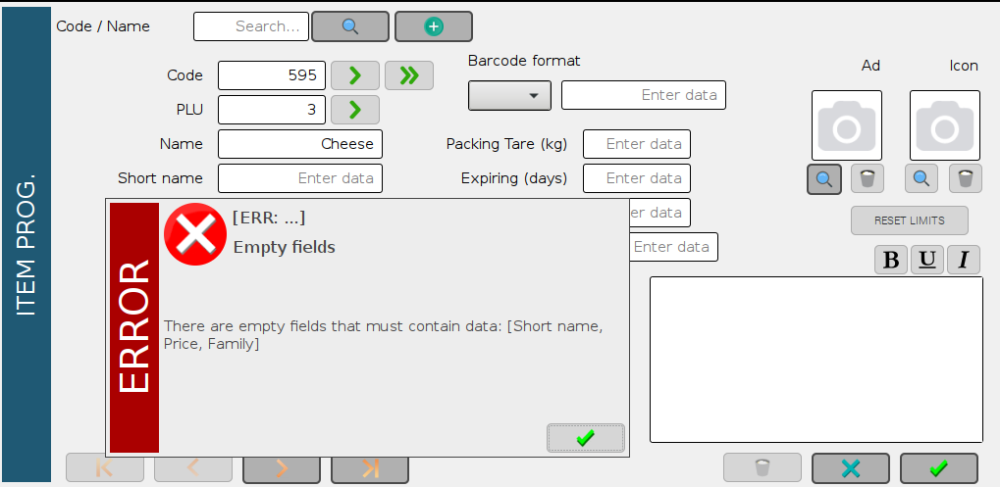 ITEM PROG.
Code / Name
Search...
Code
595
PLU
3
Name
Cheese
Short name
Enter data
Barcode format
Enter data
Packing Tare (kg)
Enter data
Expiring (days)
Enter data
er data
Enter data
Ad
Icon
RESET LIMITS
B U I
ERROR
[ERR: ...]
Empty fields
There are empty fields that must contain data: [Short name,
Price, Family]